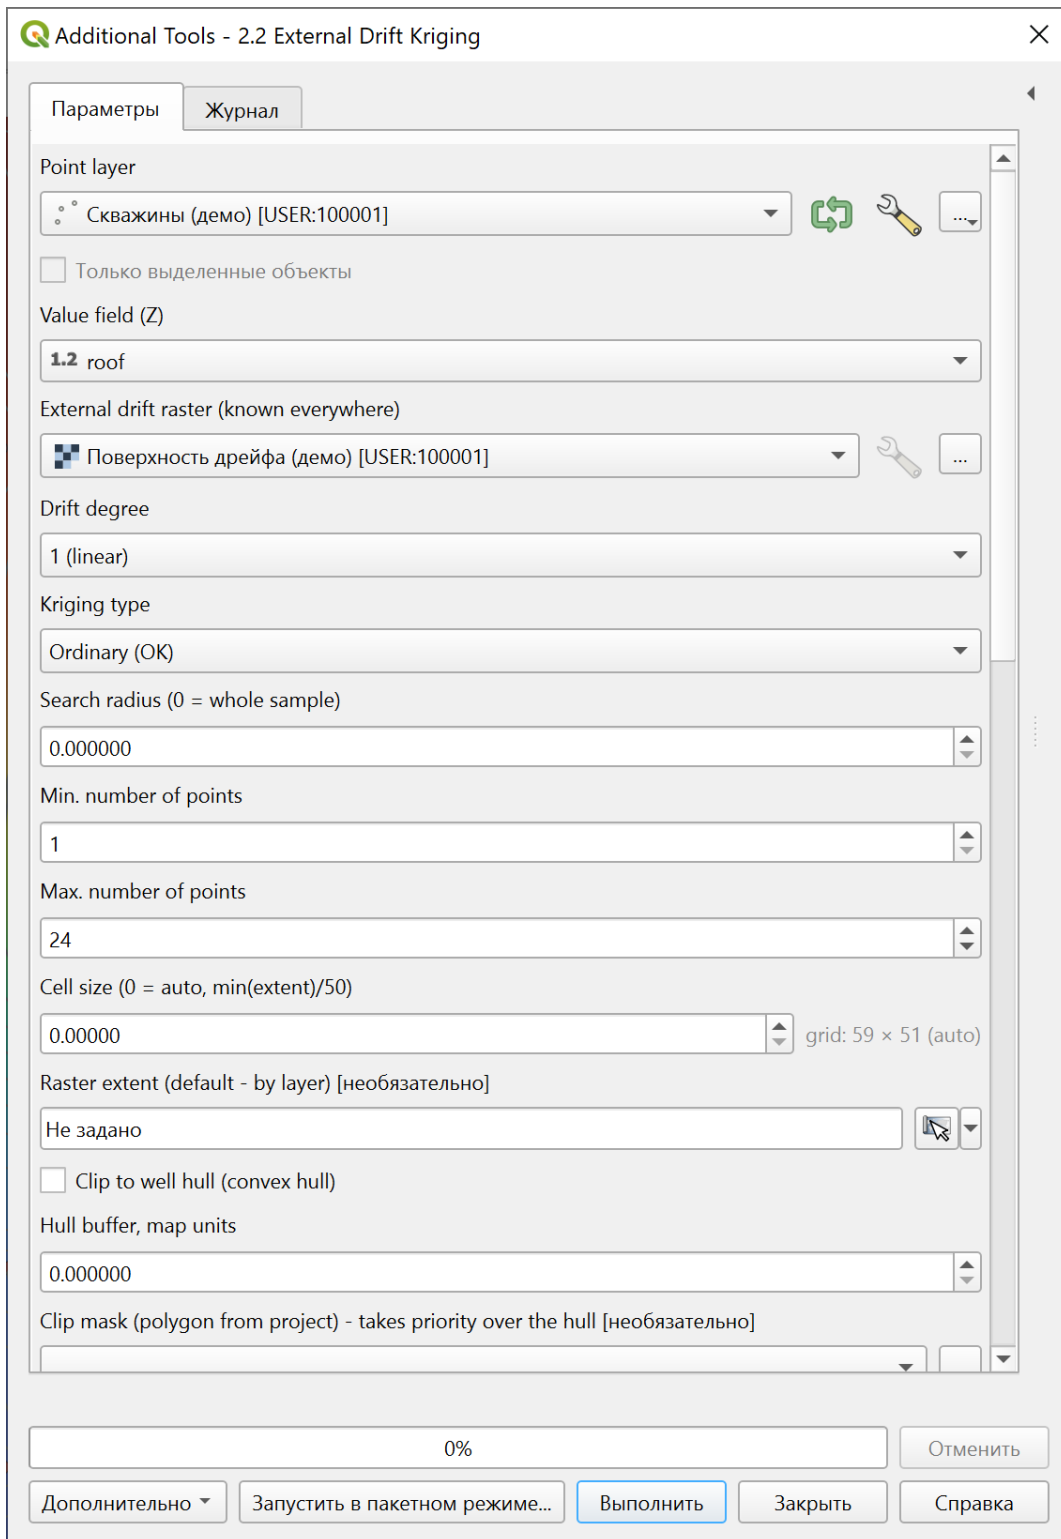 Additional Tools - 2.2 External Drift Kriging
Параметры
Журнал
Point layer
Скважины (демо) [USER:100001]
...
Только выделенные объекты
Value field (Z)
1.2 roof
External drift raster (known everywhere)
Поверхность дрейфа (демо) [USER:100001]
...
Drift degree
1 (linear)
Kriging type
Ordinary (OK)
Search radius (0 = whole sample)
0.000000
Min. number of points
1
Max. number of points
24
Cell size (0 = auto, min(extent)/50)
0.00000
grid: 59 × 51 (auto)
Raster extent (default - by layer) [необязательно]
Не задано
Clip to well hull (convex hull)
Hull buffer, map units
0.000000
Clip mask (polygon from project) - takes priority over the hull [необязательно]
0%
Отменить
Дополнительно
Запустить в пакетном режиме...
Выполнить
Закрыть
Справка